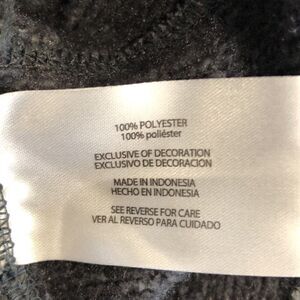 100% POLYESTER
100% poliéster
EXCLUSIVE OF DECORATION
EXCLUSIVO DE DECORACION
MADE IN INDONESIA
HECHO EN INDONESIA
SEE REVERSE FOR CARE
VER AL REVERSO PARA CUIDADO